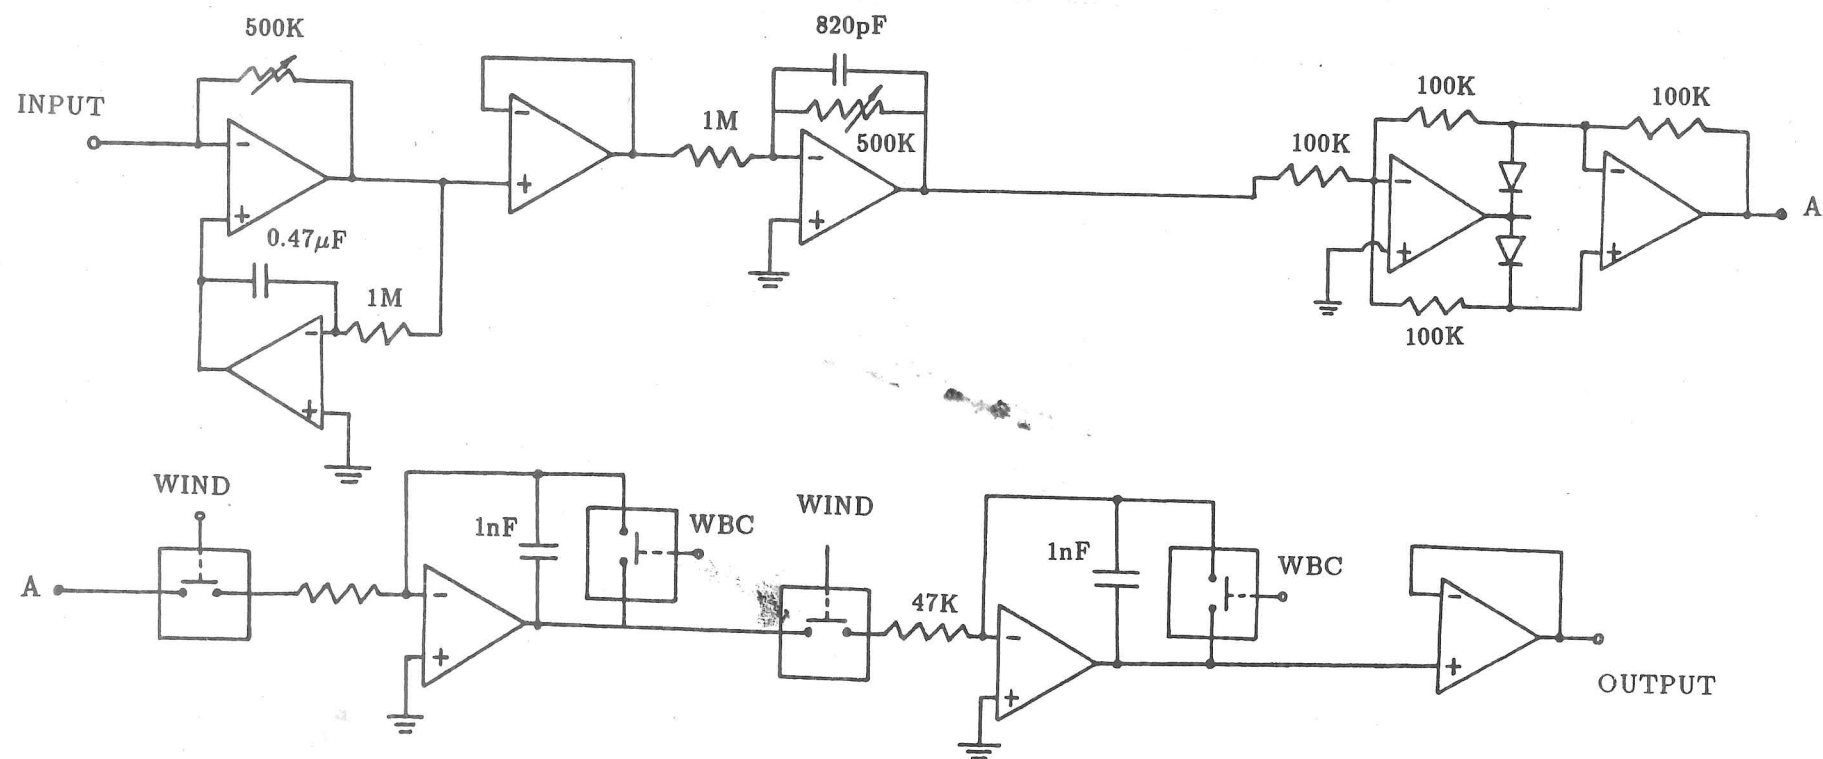 500K
820pF
INPUT
-
+
-
+
1M
-
+
500K
100K
100K
100K
-
+
100K
-
+
A
0.47μF
1M
-
+
WIND
A
-
+
1nF
WBC
WIND
47K
-
+
1nF
WBC
-
+
OUTPUT